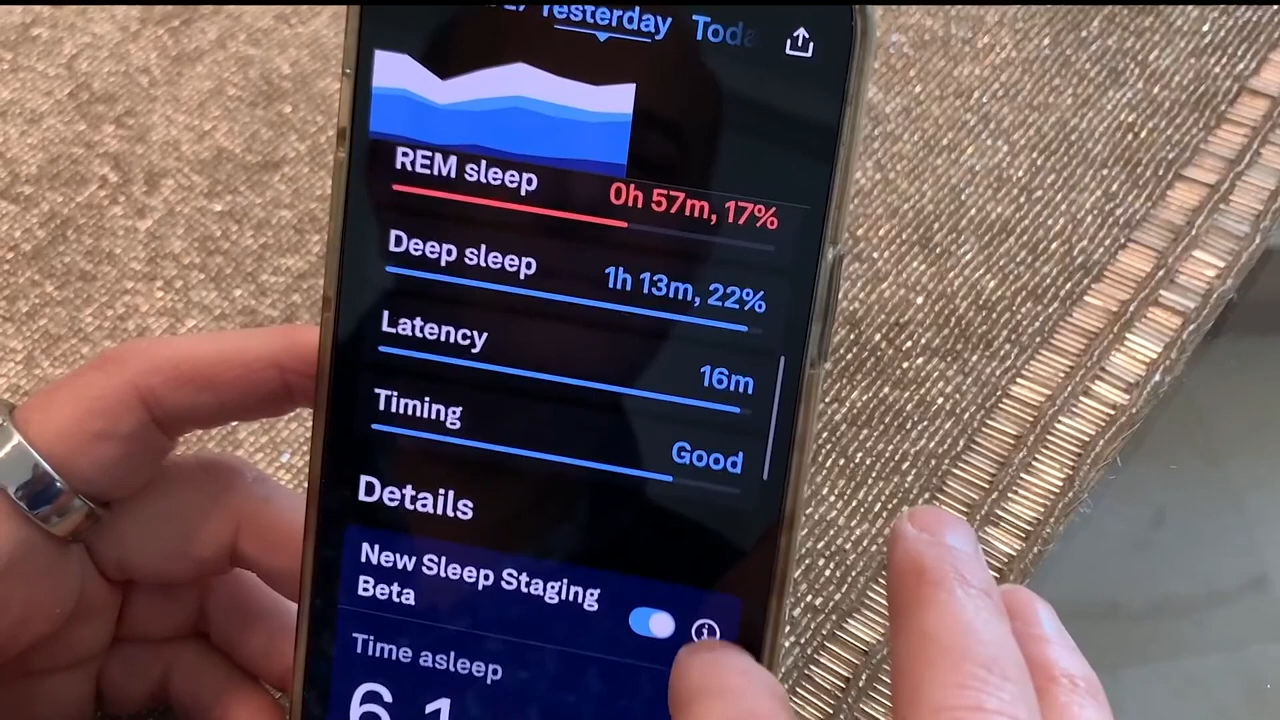 Yesterday Toda
REM sleep 0h 57m, 17%
Deep sleep 1h 13m, 22%
Latency 16m
Timing Good
Details
New Sleep Staging
Beta
Time asleep